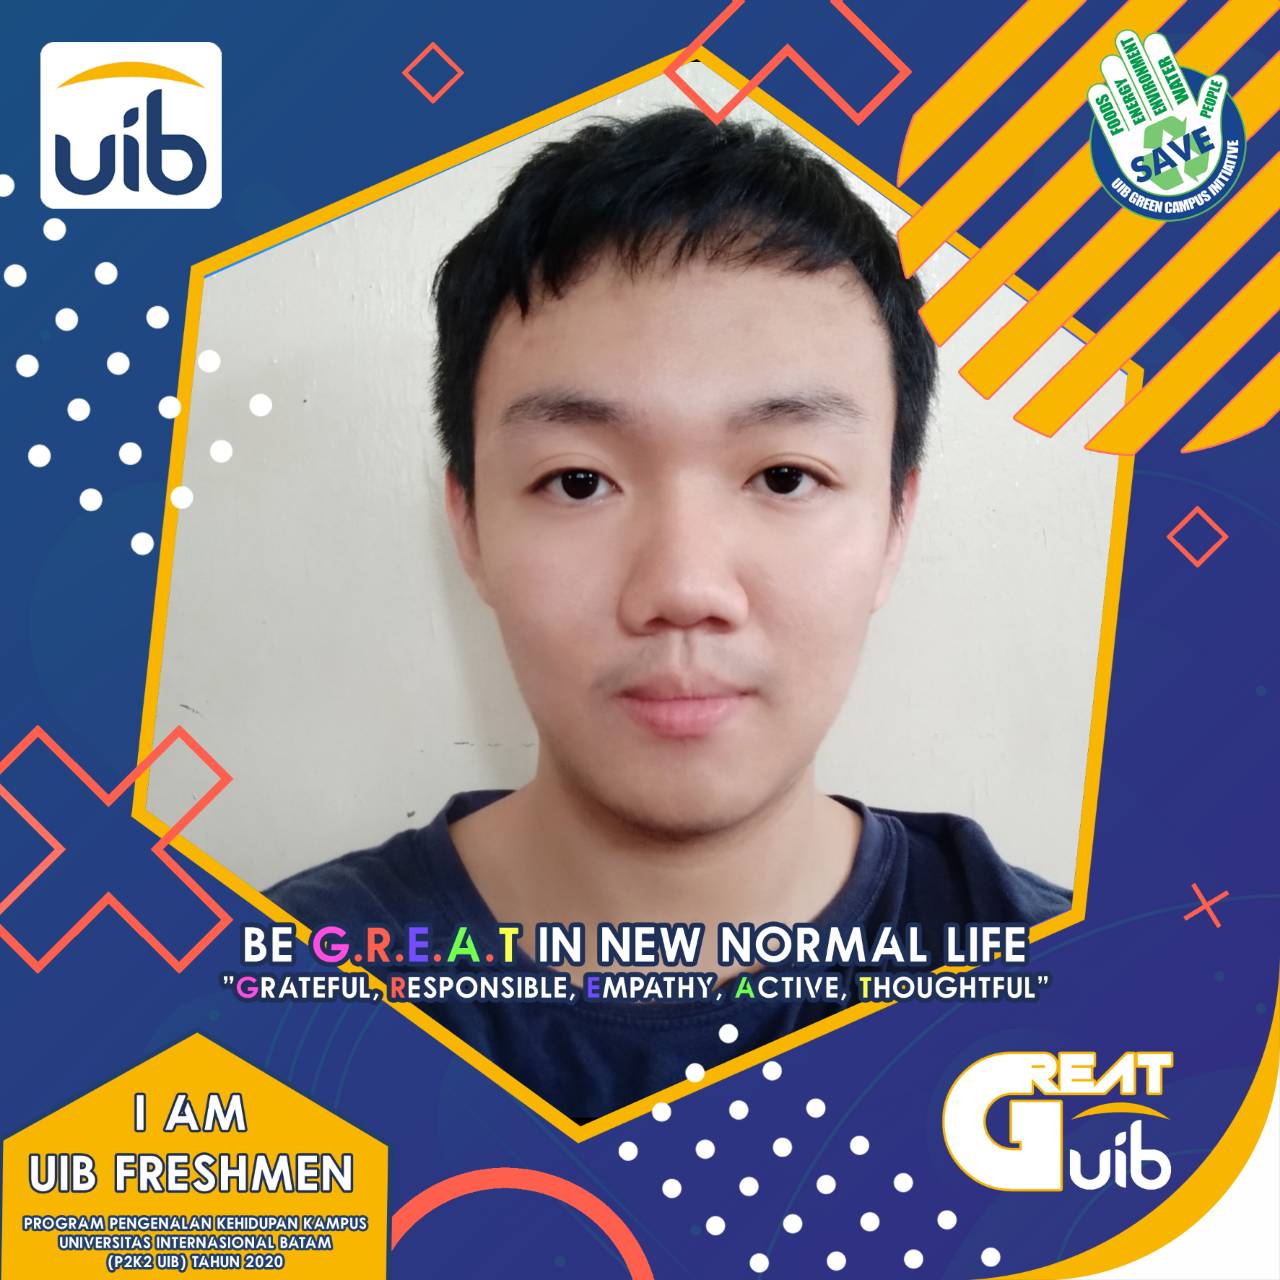 uib
FOODS
ENERGY
ENVIRONMENT
WATER
PEOPLE
SAVE
UIB GREEN CAMPUS INITIATIVE
BE G.R.E.A.T IN NEW NORMAL LIFE
"GRATEFUL, RESPONSIBLE, EMPATHY, ACTIVE, THOUGHTFUL"
I AM
UIB FRESHMEN
PROGRAM PENGENALAN KEHIDUPAN KAMPUS
UNIVERSITAS INTERNASIONAL BATAM
(P2K2 UIB) TAHUN 2020
GREAT
uib